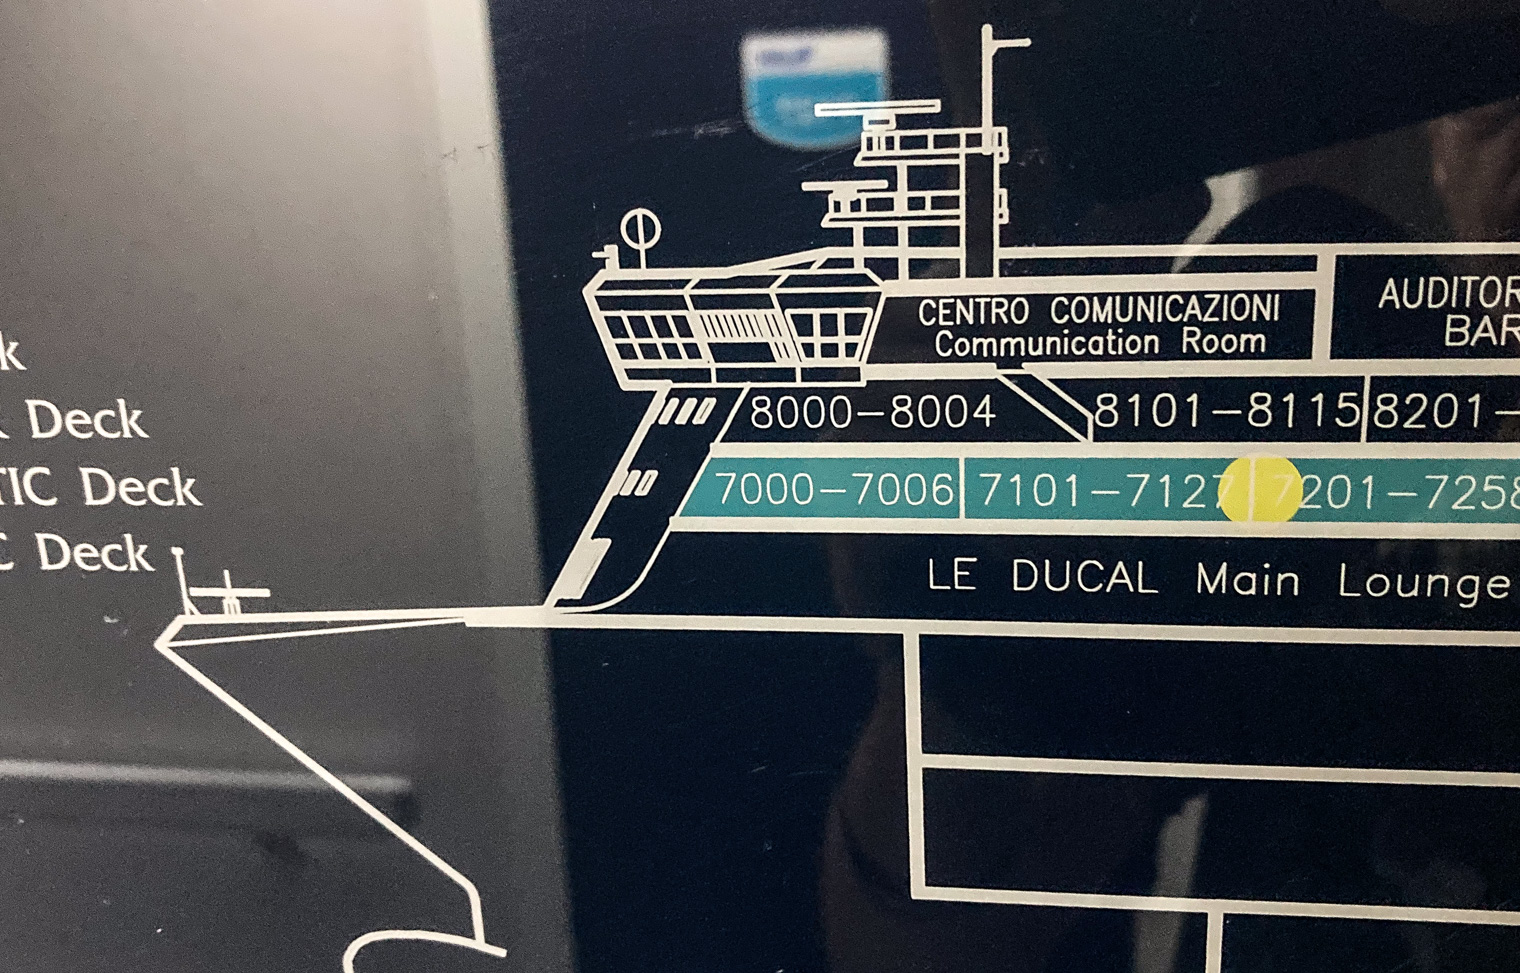 k
Deck
TIC Deck
C Deck
CENTRO COMUNICAZIONI
Communication Room
AUDITOR
BAR
8000-8004
8101-8115
8201-
7000-7006
7101-7127
7201-7258
LE DUCAL Main Lounge